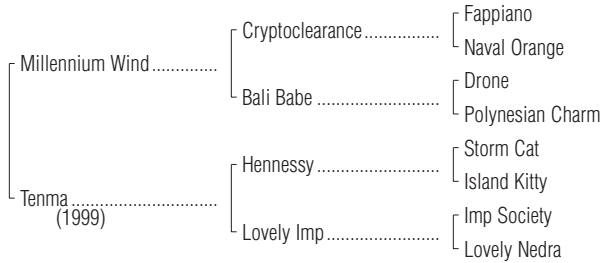 Fappiano
Cryptoclearance
Naval Orange
Millennium Wind
Drone
Bali Babe
Polynesian Charm
Storm Cat
Hennessy
Island Kitty
Tenma
(1999)
Imp Society
Lovely Imp
Lovely Nedra